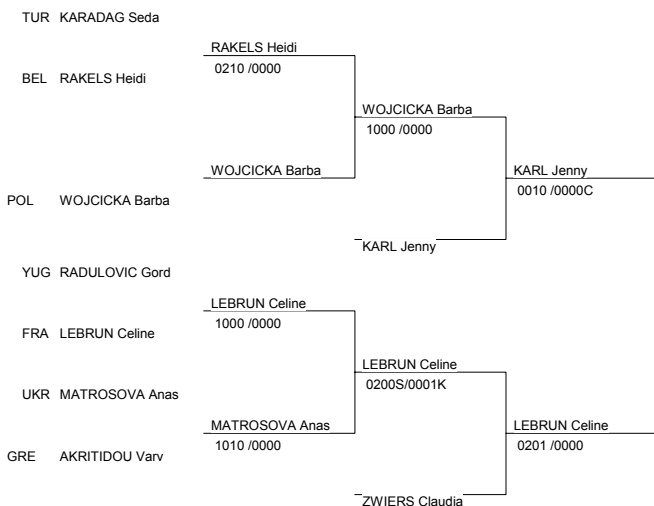 TUR KARADAG Seda
RAKELS Heidi
0210 /0000
BEL RAKELS Heidi
WOJCICKA Barba
1000 /0000
WOJCICKA Barba
KARL Jenny
0010 /0000C
POL WOJCICKA Barba
KARL Jenny
YUG RADULOVIC Gord
LEBRUN Celine
1000 /0000
FRA LEBRUN Celine
LEBRUN Celine
0200S/0001K
UKR MATROSOVA Anas
MATROSOVA Anas
1010 /0000
LEBRUN Celine
0201 /0000
GRE AKRITIDOU Varv
ZWIERS Claudia